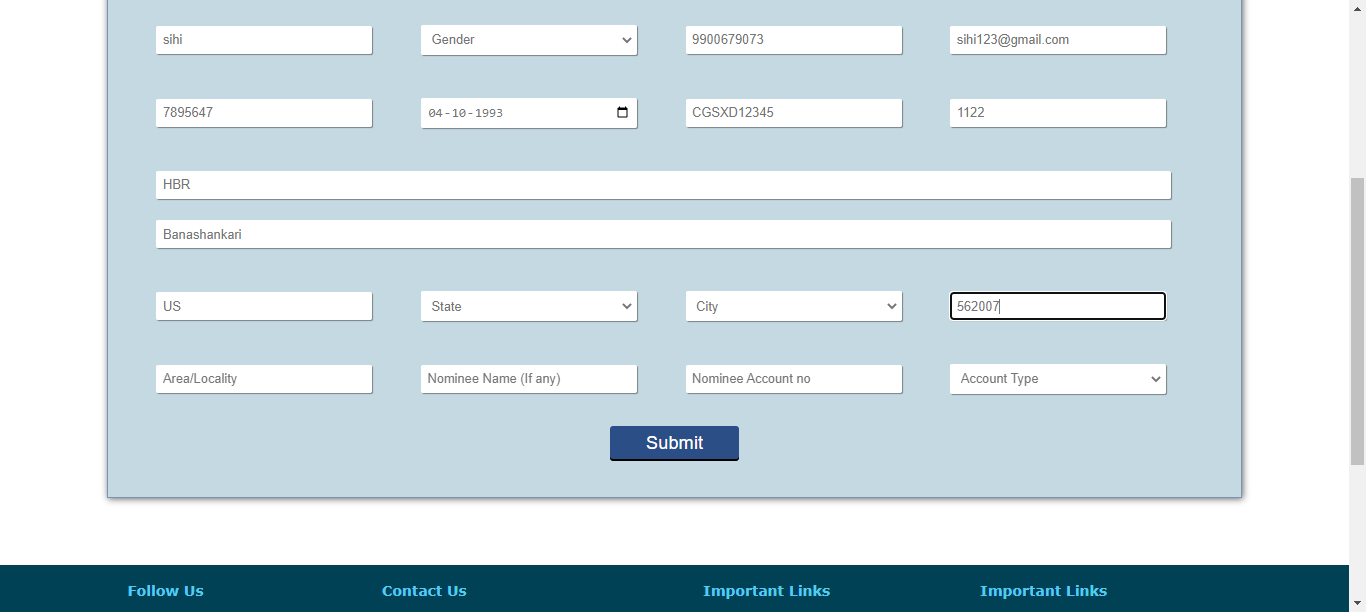 sihi Gender 9900679073 sihi123@gmail.com
7895647 04-10-1993 CGSXD12345 1122
HBR
Banashankari
US State City 562007
Area/Locality Nominee Name (If any) Nominee Account no Account Type
Submit
Follow Us Contact Us Important Links Important Links